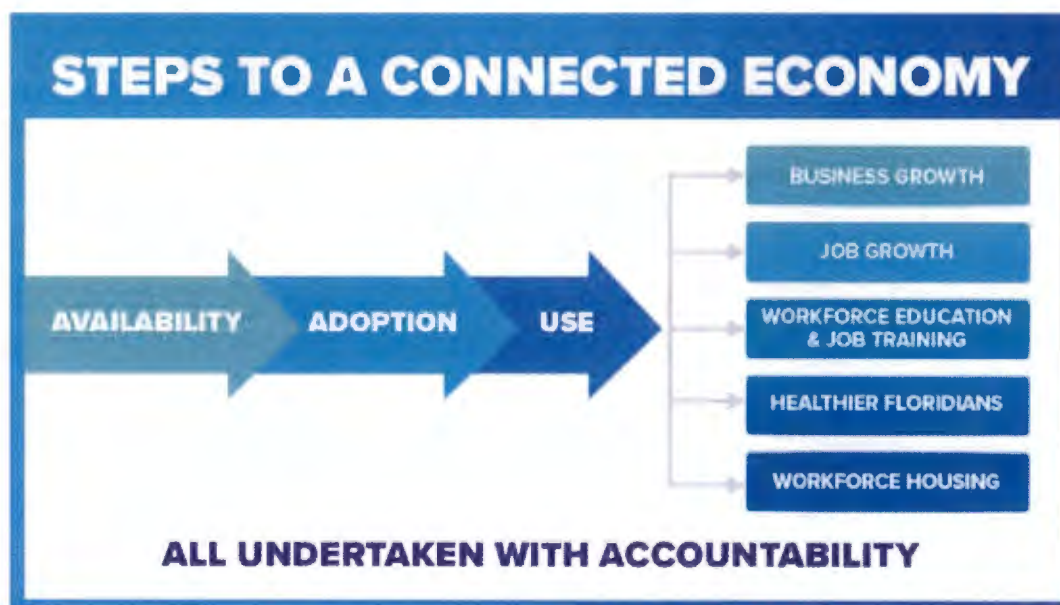 STEPS TO A CONNECTED ECONOMY
AVAILABILITY
ADOPTION
USE
BUSINESS GROWTH
JOB GROWTH
WORKFORCE EDUCATION
& JOB TRAINING
HEALTHIER FLORIDIANS
WORKFORCE HOUSING
ALL UNDERTAKEN WITH ACCOUNTABILITY